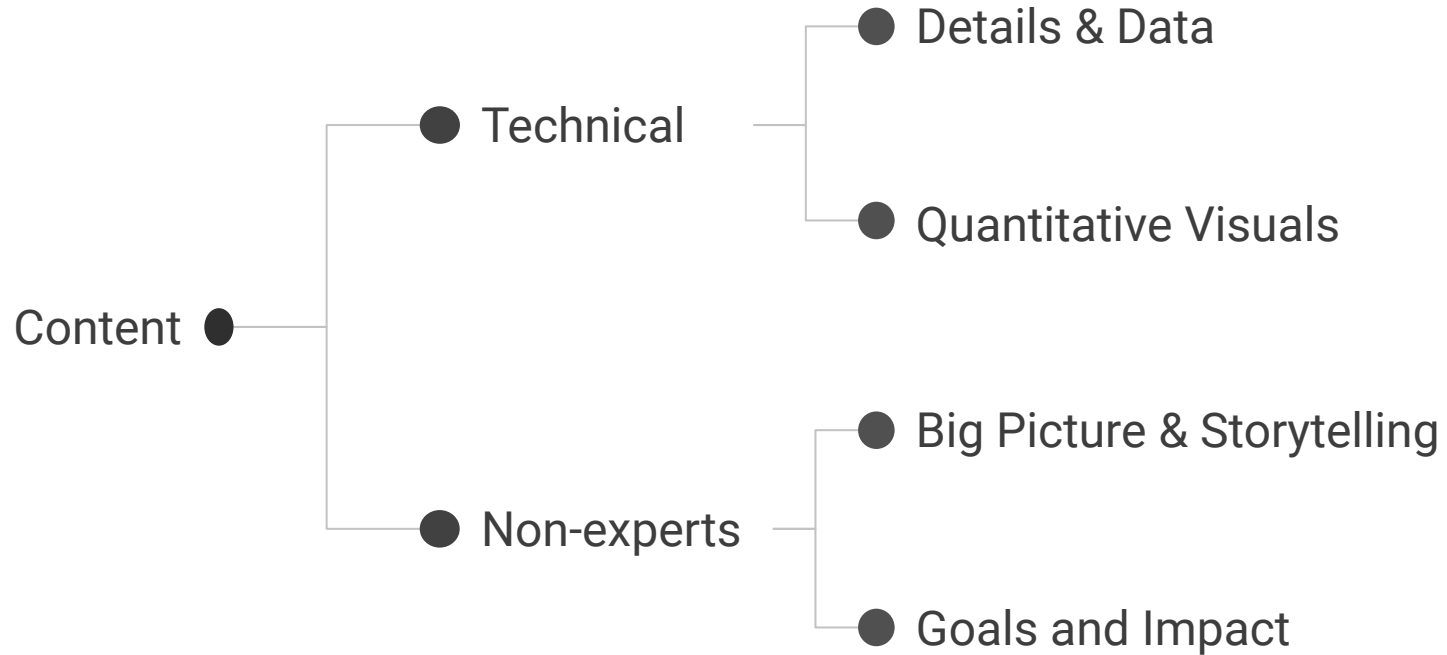 Content
Technical
Details & Data
Quantitative Visuals
Non-experts
Big Picture & Storytelling
Goals and Impact